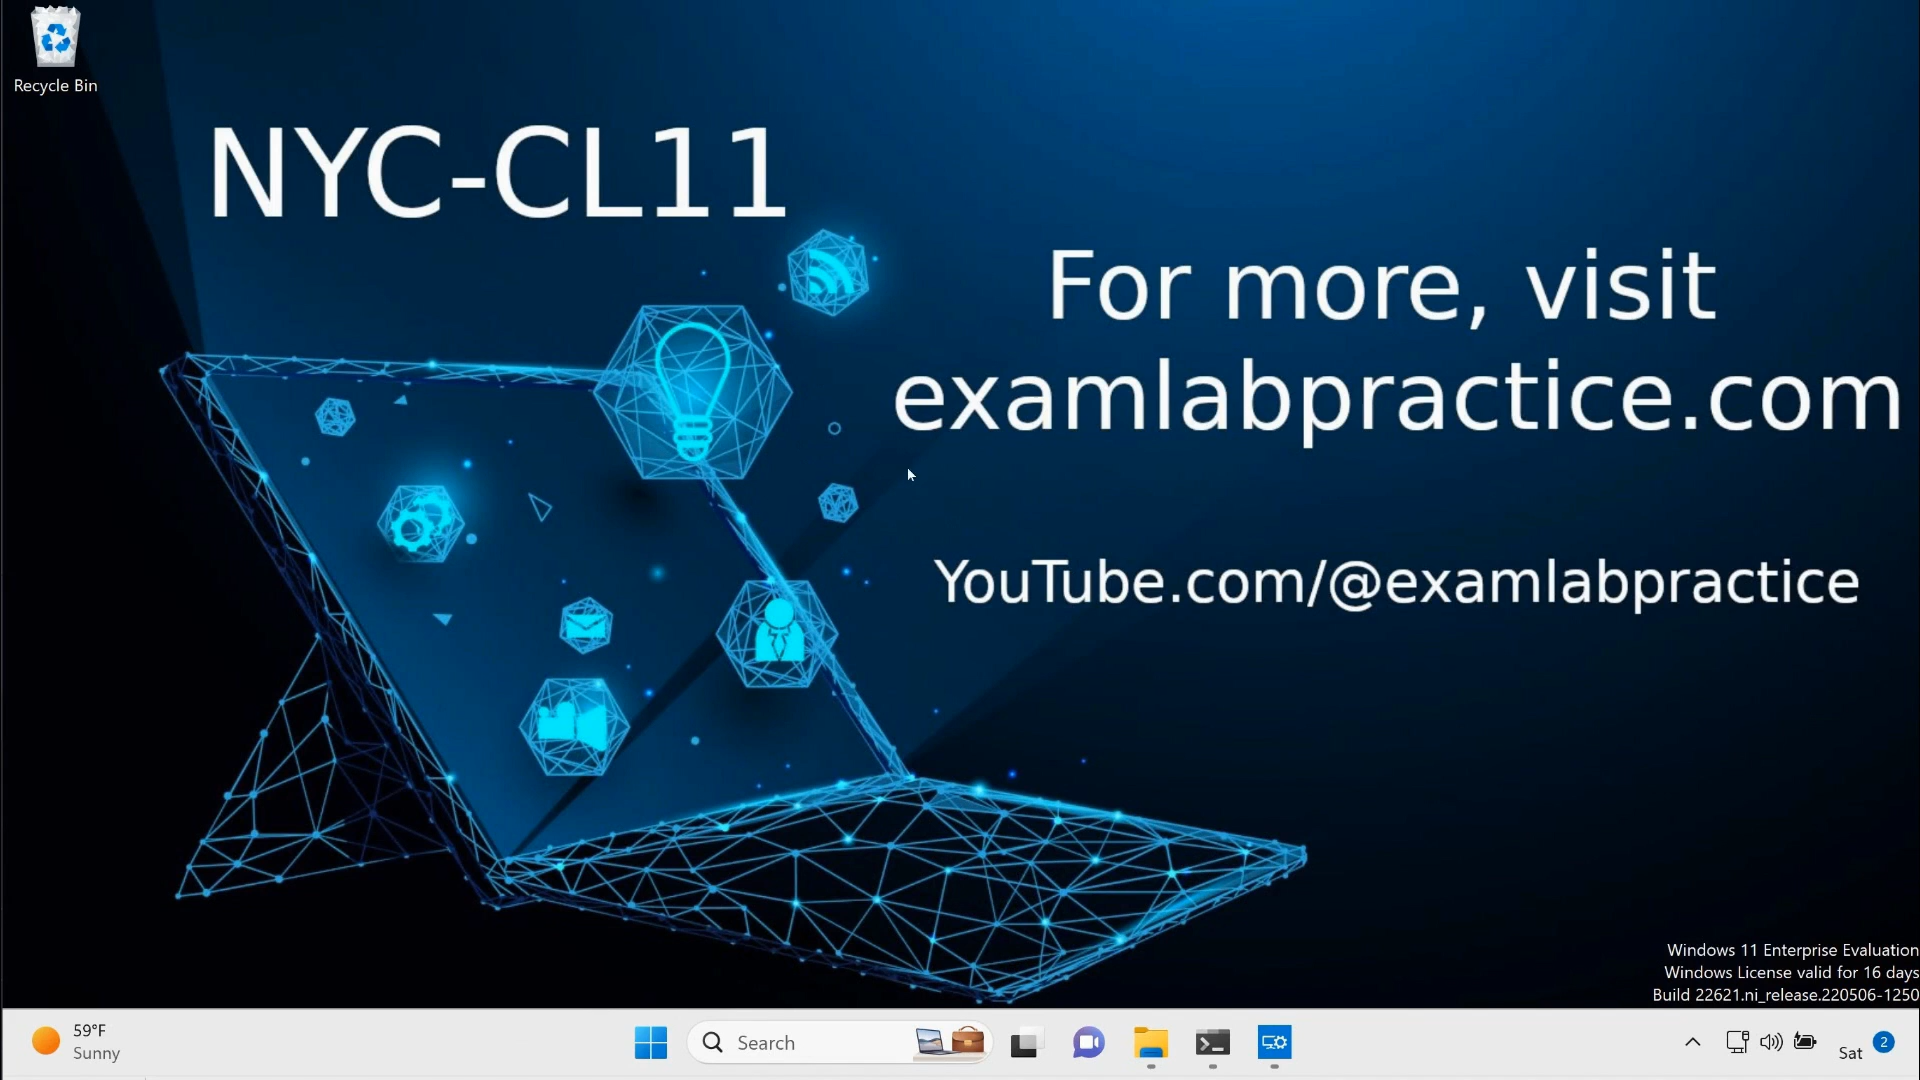 Recycle Bin
NYC-CL11
For more, visit
examlabpractice.com
YouTube.com/@examlabpractice
Windows 11 Enterprise Evaluation
Windows License valid for 16 days
Build 22621.ni_release.220506-1250
59°F
Sunny
Search
Sat
2